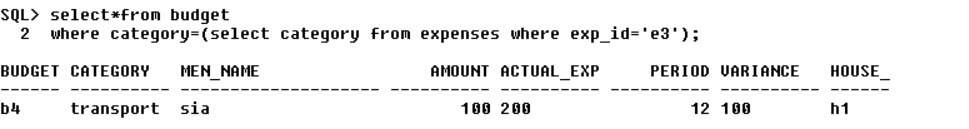 SQL> select*from budget
  2  where category=(select category from expenses where exp_id='e3');
BUDGET CATEGORY   MEN_NAME                 AMOUNT ACTUAL_EXP     PERIOD VARIANCE   HOUSE_
------ ---------- -------------------- ---------- ---------- ---------- ---------- ------
b4     transport  sia                         100 200                12 100        h1